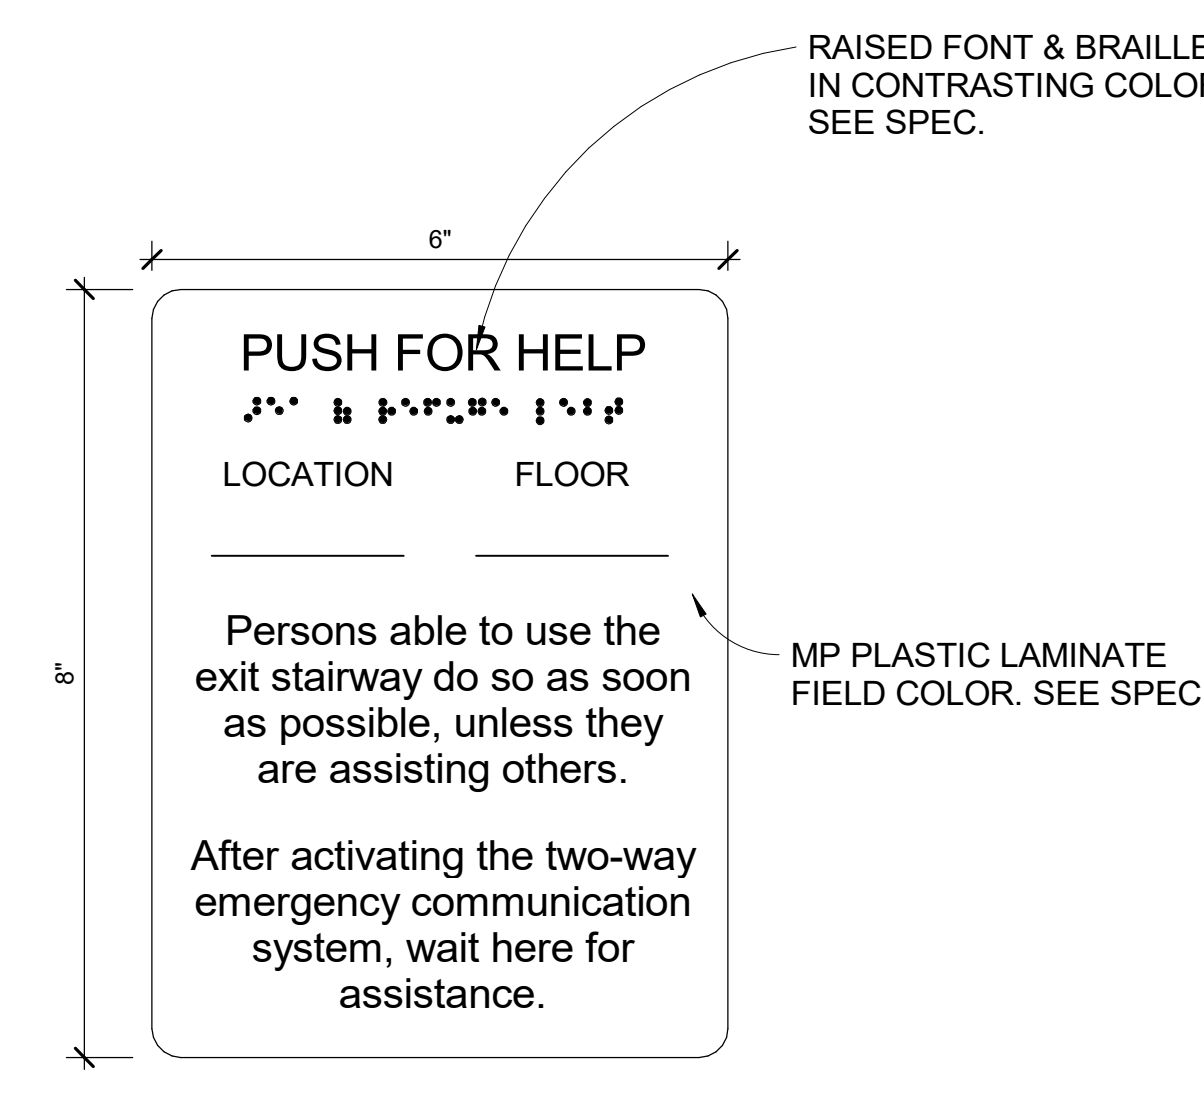 RAISED FONT & BRAILLE
IN CONTRASTING COLOR
SEE SPEC.
6"
PUSH FOR HELP
LOCATION FLOOR
8"
Persons able to use the
exit stairway do so as soon
as possible, unless they
are assisting others.
MP PLASTIC LAMINATE
FIELD COLOR. SEE SPEC
After activating the two-way
emergency communication
system, wait here for
assistance.